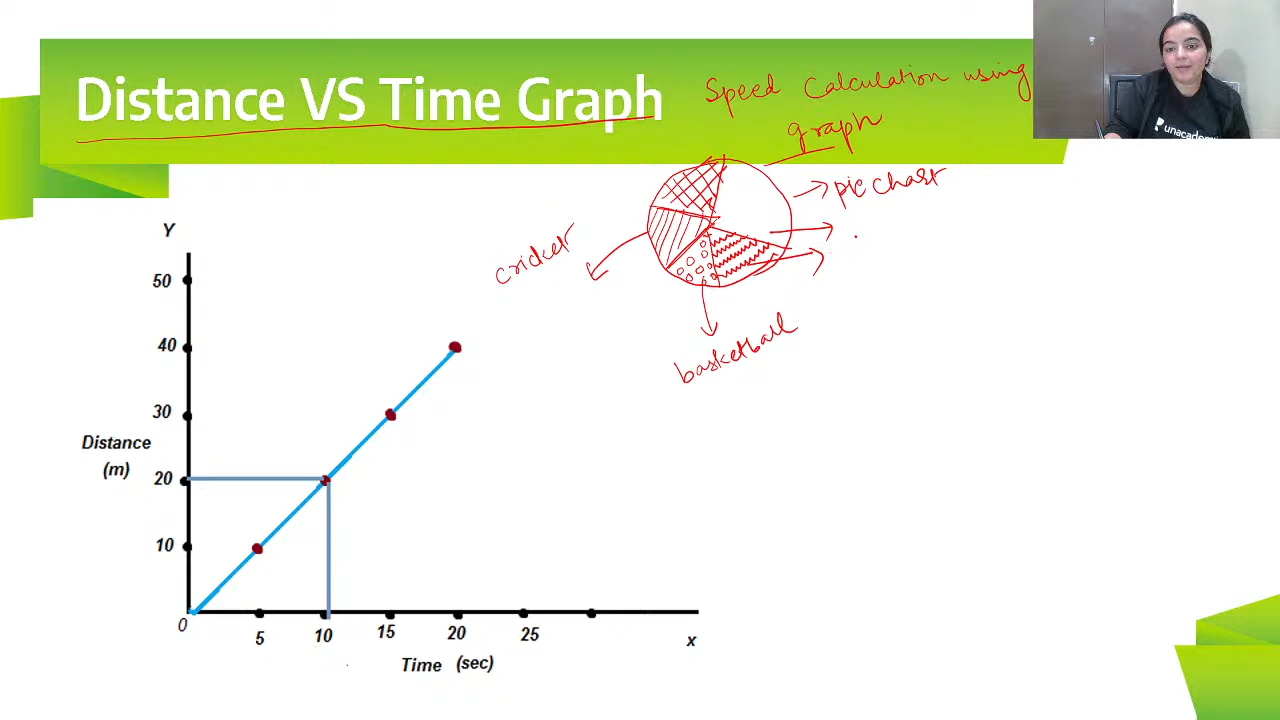 Distance VS Time Graph
Speed Calculation using
graph
pie chart
cricket
basketball
Y
50
40
30
Distance
(m)
20
10
0
5
10
15
20
25
x
Time (sec)
unacademy